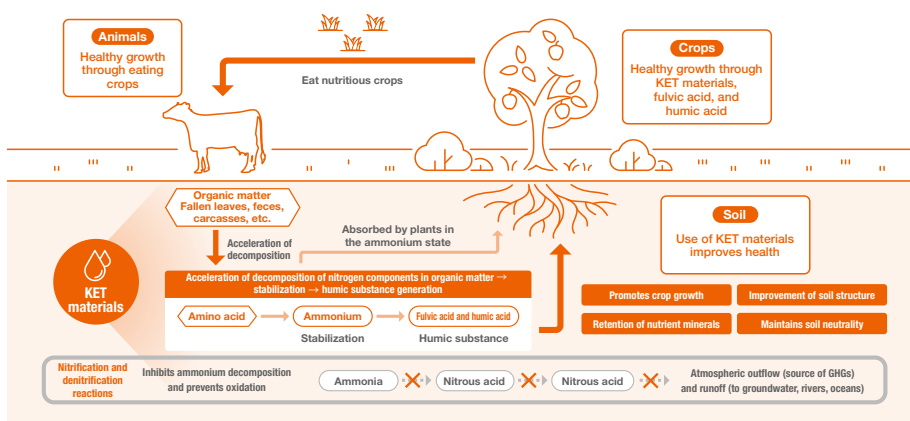 Animals
Healthy growth
through eating
crops
Eat nutritious crops
Crops
Healthy growth through
KET materials,
fulvic acid, and
humic acid
Organic matter
Fallen leaves, feces,
carcasses, etc.
Acceleration of
decomposition
Absorbed by plants in
the ammonium state
KET
materials
Acceleration of decomposition of nitrogen components in organic matter →
stabilization → humic substance generation
Amino acid
Ammonium
Fulvic acid and humic acid
Stabilization
Humic substance
Soil
Use of KET materials
improves health
Promotes crop growth
Improvement of soil structure
Retention of nutrient minerals
Maintains soil neutrality
Nitrification and
denitrification
reactions
Inhibits ammonium decomposition
and prevents oxidation
Ammonia
Nitrous acid
Nitrous acid
Atmospheric outflow (source of GHGs)
and runoff (to groundwater, rivers, oceans)